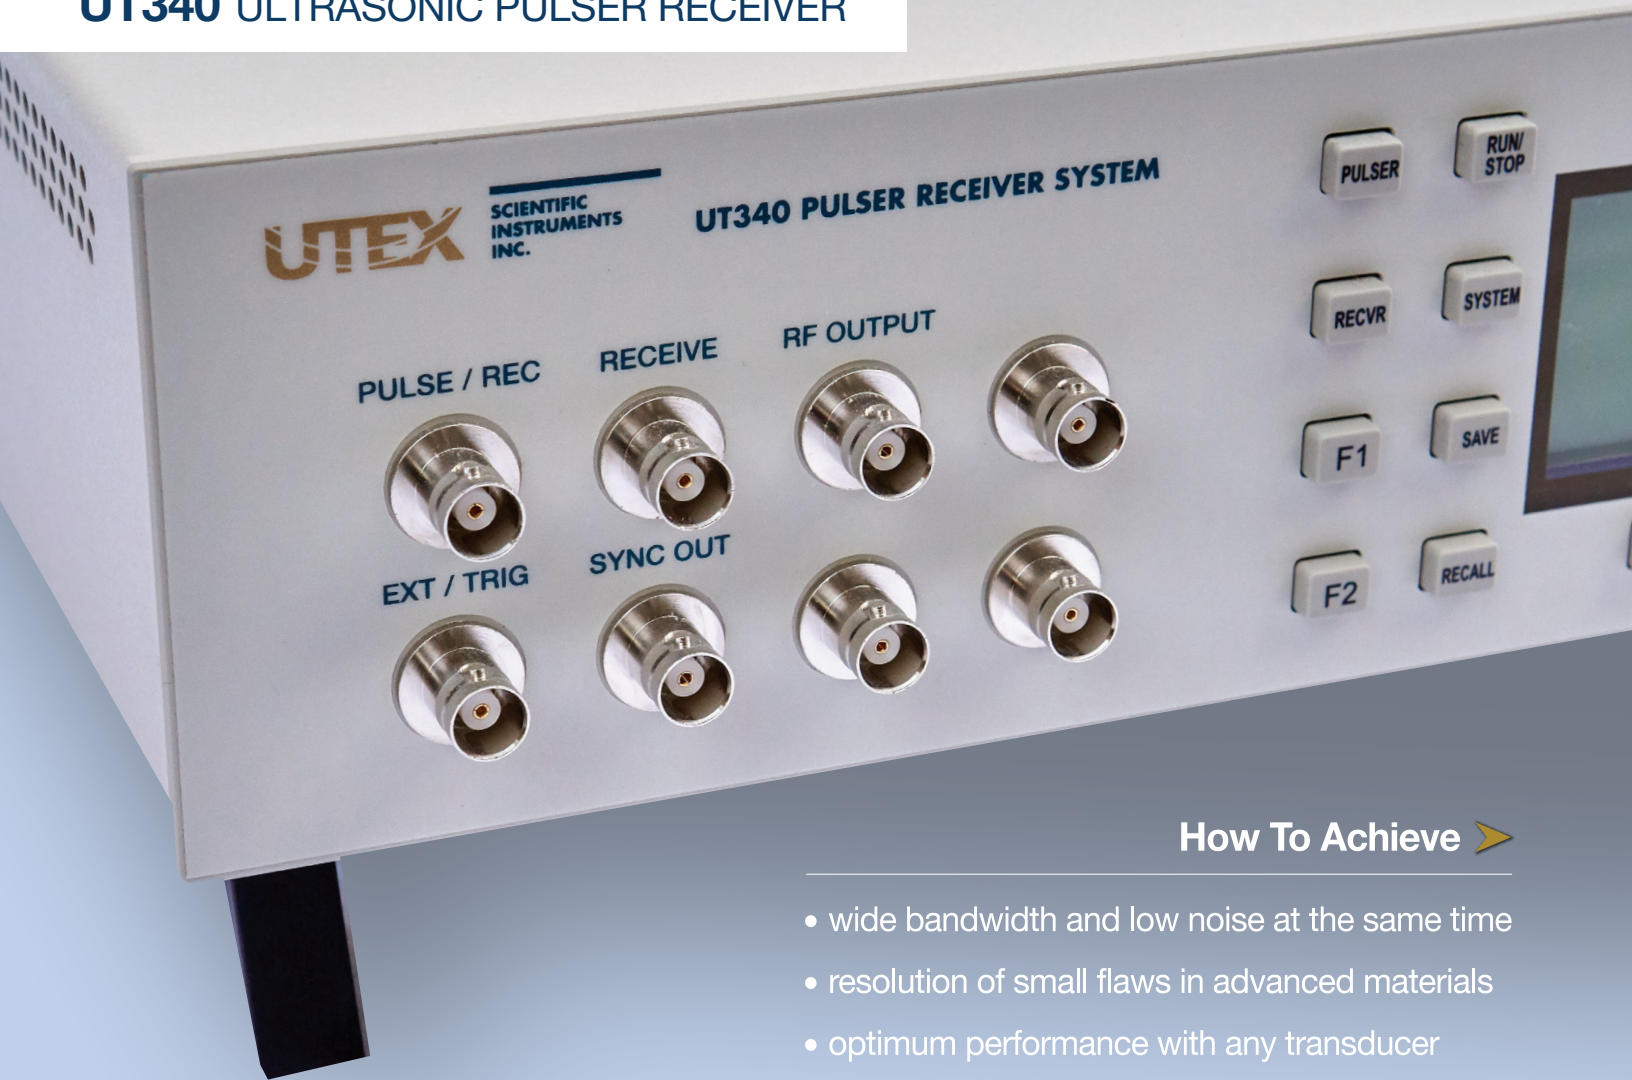 UT340 ULTRASONIC PULSER RECEIVER
UTEX
SCIENTIFIC
INSTRUMENTS
INC.
UT340 PULSER RECEIVER SYSTEM
PULSE / REC
RECEIVE
RF OUTPUT
EXT / TRIG
SYNC OUT
PULSER
RUN/
STOP
RECVR
SYSTEM
F1
SAVE
F2
RECALL
How To Achieve
• wide bandwidth and low noise at the same time
• resolution of small flaws in advanced materials
• optimum performance with any transducer